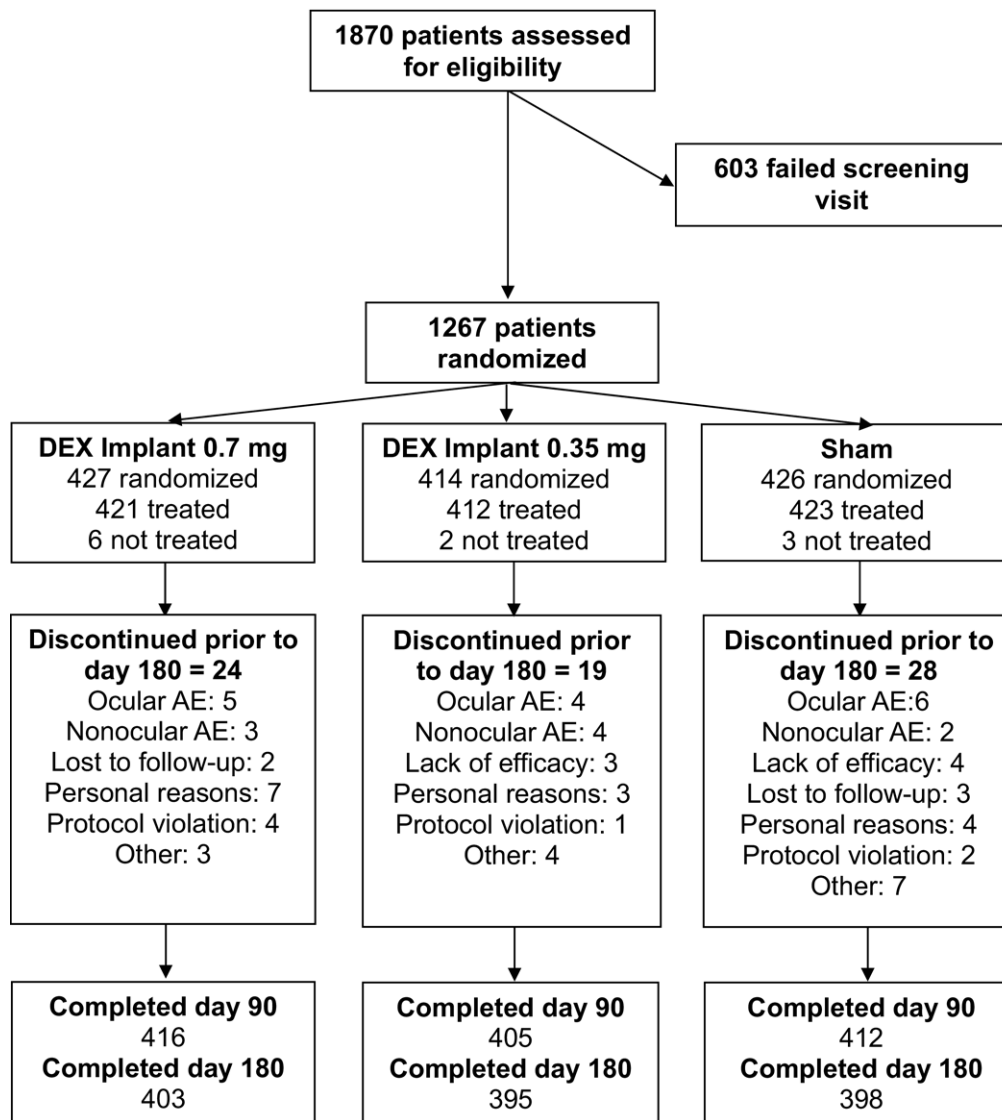 1870 patients assessed
for eligibility
603 failed screening
visit
1267 patients
randomized
DEX Implant 0.7 mg
427 randomized
421 treated
6 not treated
DEX Implant 0.35 mg
414 randomized
412 treated
2 not treated
Sham
426 randomized
423 treated
3 not treated
Discontinued prior to
day 180 = 24
Ocular AE: 5
Nonocular AE: 3
Lost to follow-up: 2
Personal reasons: 7
Protocol violation: 4
Other: 3
Discontinued prior
to day 180 = 19
Ocular AE: 4
Nonocular AE: 4
Lack of efficacy: 3
Personal reasons: 3
Protocol violation: 1
Other: 4
Discontinued prior to
day 180 = 28
Ocular AE:6
Nonocular AE: 2
Lack of efficacy: 4
Lost to follow-up: 3
Personal reasons: 4
Protocol violation: 2
Other: 7
Completed day 90
416
Completed day 180
403
Completed day 90
405
Completed day 180
395
Completed day 90
412
Completed day 180
398